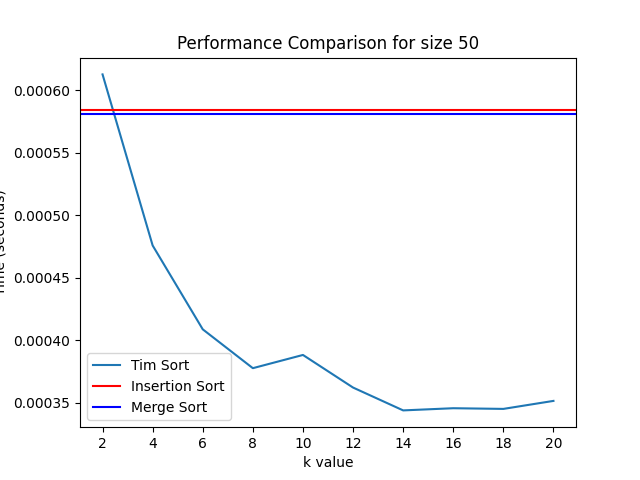 Performance Comparison for size 50
Time (seconds)
0.00060
0.00055
0.00050
0.00045
0.00040
0.00035
Tim Sort
Insertion Sort
Merge Sort
2 4 6 8 10 12 14 16 18 20
k value